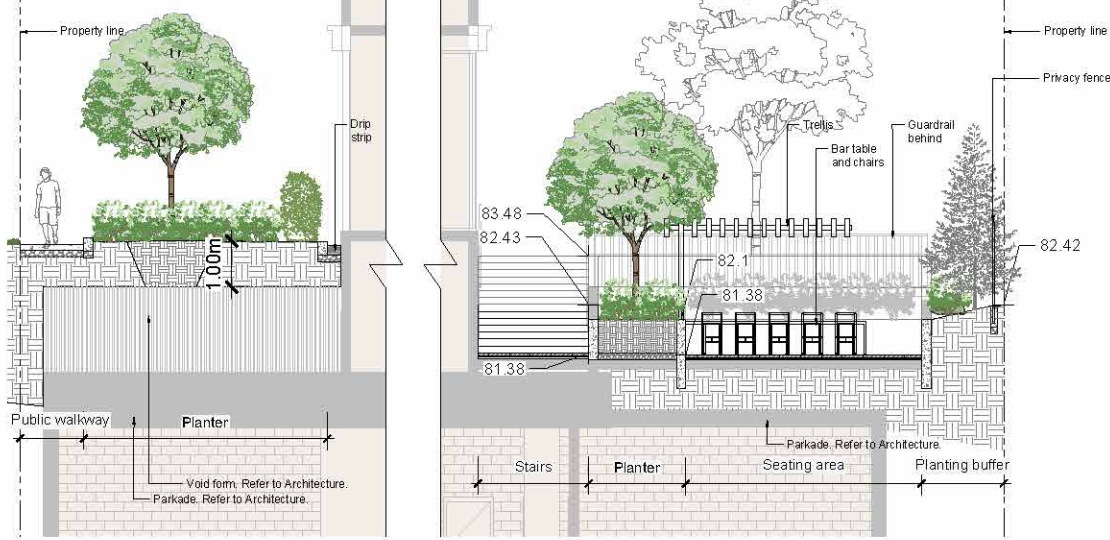 Property line
Property line
Privacy fence
Drip
strip
Trellis
Guardrail
behind
Bar table
and chairs
83.48
82.43
82.42
1.00m
82.1
81.38
81.38
Public walkway
Planter
Parkade. Refer to Architecture.
Stairs
Planter
Seating area
Planting buffer
Void form. Refer to Architecture.
Parkade. Refer to Architecture.